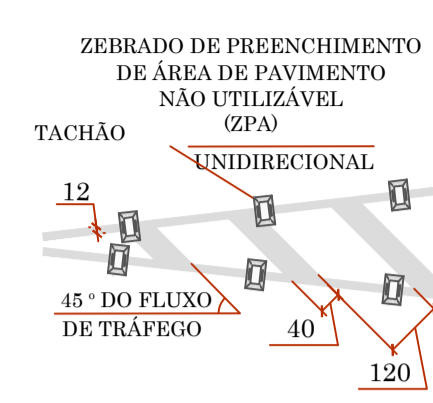 ZEBRADO DE PREENCHIMENTO
DE ÁREA DE PAVIMENTO
NÃO UTILIZÁVEL
(ZPA)
TACHÃO
UNIDIRECIONAL
12
45 º DO FLUXO
DE TRÁFEGO
40
120